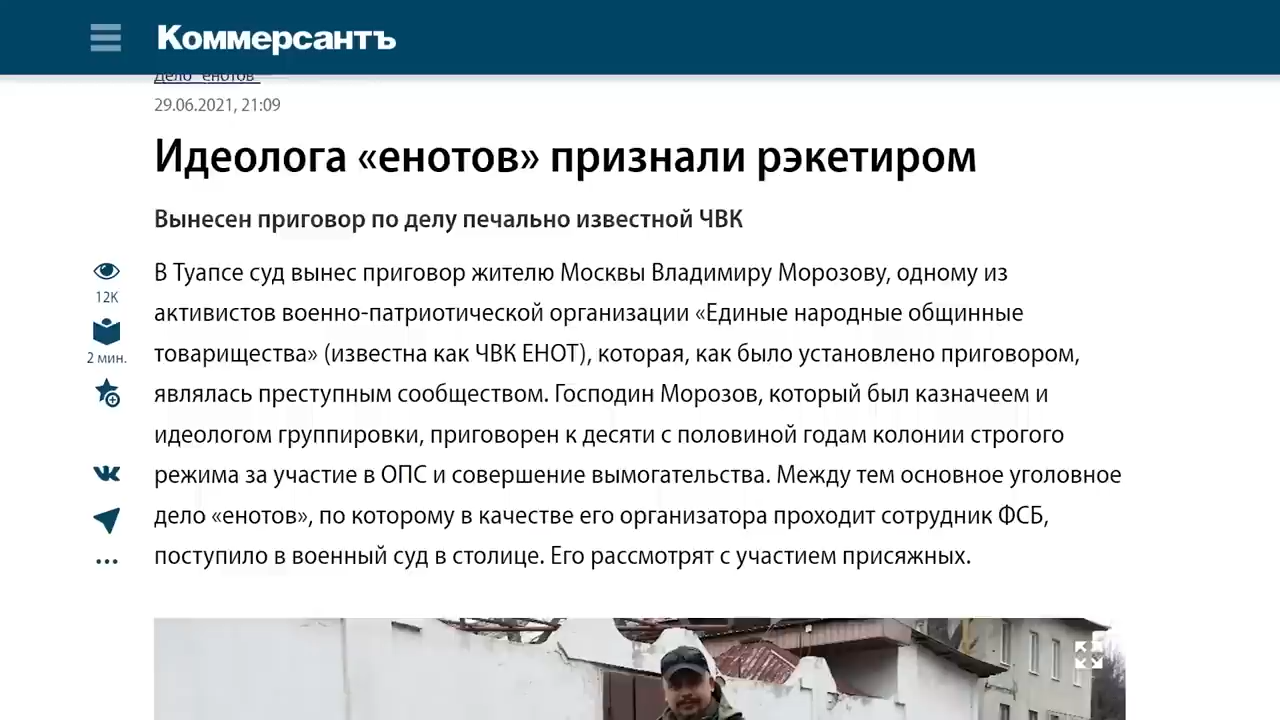 Коммерсантъ
Дело "енотов"
29.06.2021, 21:09
Идеолога «енотов» признали рэкетиром
Вынесен приговор по делу печально известной ЧВК
В Туапсе суд вынес приговор жителю Москвы Владимиру Морозову, одному из
12K
активистов военно-патриотической организации «Единые народные общинные
2 мин.
товарищества» (известна как ЧВК ЕНОТ), которая, как было установлено приговором,
являлась преступным сообществом. Господин Морозов, который был казначеем и
идеологом группировки, приговорен к десяти с половиной годам колонии строгого
режима за участие в ОПС и совершение вымогательства. Между тем основное уголовное
дело «енотов», по которому в качестве его организатора проходит сотрудник ФСБ,
поступило в военный суд в столице. Его рассмотрят с участием присяжных.